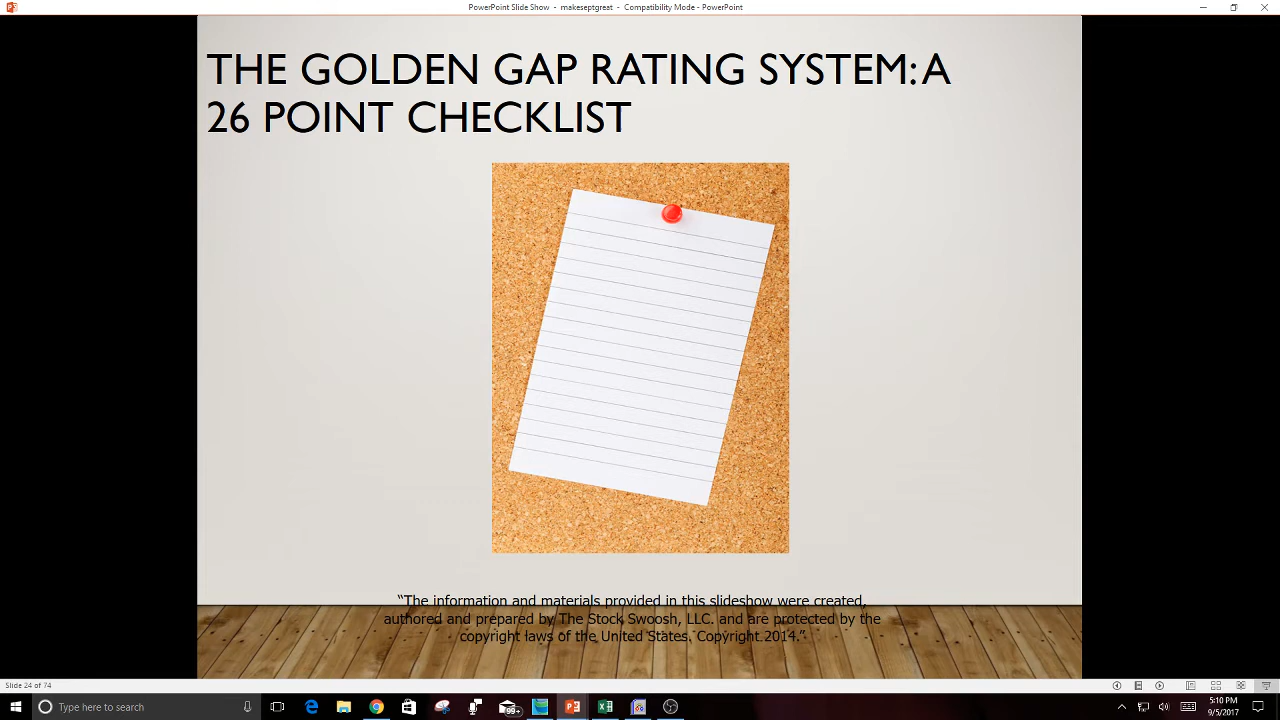 PowerPoint Slide Show - makeseptgreat - Compatibility Mode - PowerPoint
THE GOLDEN GAP RATING SYSTEM: A
26 POINT CHECKLIST
“The information and materials provided in this slideshow were created,
authored and prepared by The Stock Swoosh, LLC. and are protected by the
copyright laws of the United States. Copyright 2014.”
Slide 24 of 74
Type here to search
99+
5:10 PM
9/5/2017